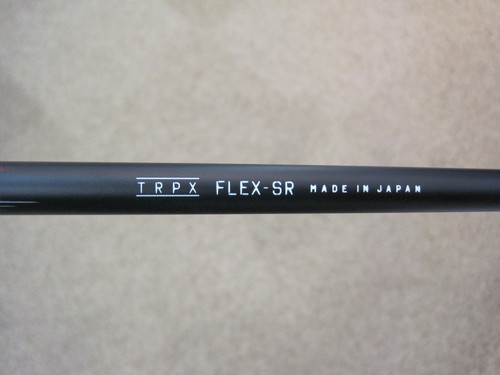 TRPX FLEX-SR MADE IN JAPAN